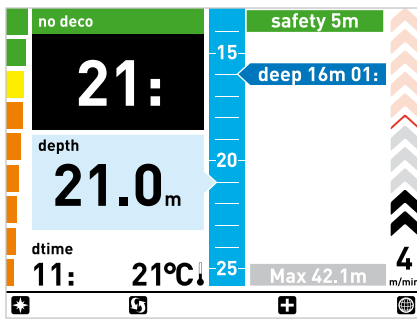 no deco
21:
depth
21.0m
dtime
11: 21°C
15
20
25
safety 5m
deep 16m 01:
Max 42.1m
4
m/min